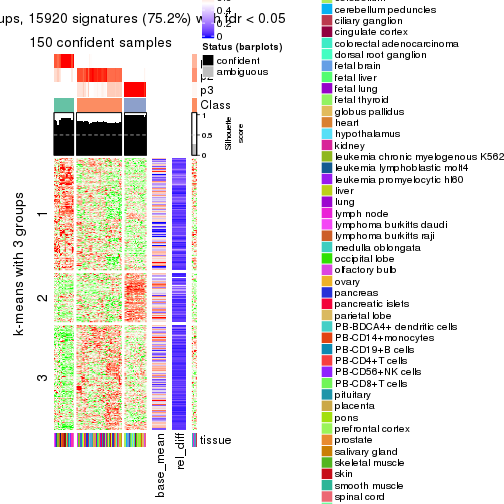 ups, 15920 signatures (75.2%) with fdr < 0.05
150 confident samples
0.4
0.2
0
Status (barplots)
confident
ambiguous
p2
p3
Class
1
0.5
0
Silhouette
score
k-means with 3 groups
1
2
3
tissue
base_mean
rel_diff
cerebellum peduncles
ciliary ganglion
cingulate cortex
colorectal adenocarcinoma
dorsal root ganglion
fetal brain
fetal liver
fetal lung
fetal thyroid
globus pallidus
heart
hypothalamus
kidney
leukemia chronic myelogenous K562
leukemia lymphoblastic molt4
leukemia promyelocytic hl60
liver
lung
lymph node
lymphoma burkitts daudi
lymphoma burkitts raji
medulla oblongata
occipital lobe
olfactory bulb
ovary
pancreas
pancreatic islets
parietal lobe
PB-BDCA4+ dendritic cells
PB-CD14+monocytes
PB-CD19+B cells
PB-CD4+T cells
PB-CD56+NK cells
PB-CD8+T cells
pituitary
placenta
pons
prefrontal cortex
prostate
salivary gland
skeletal muscle
skin
smooth muscle
spinal cord